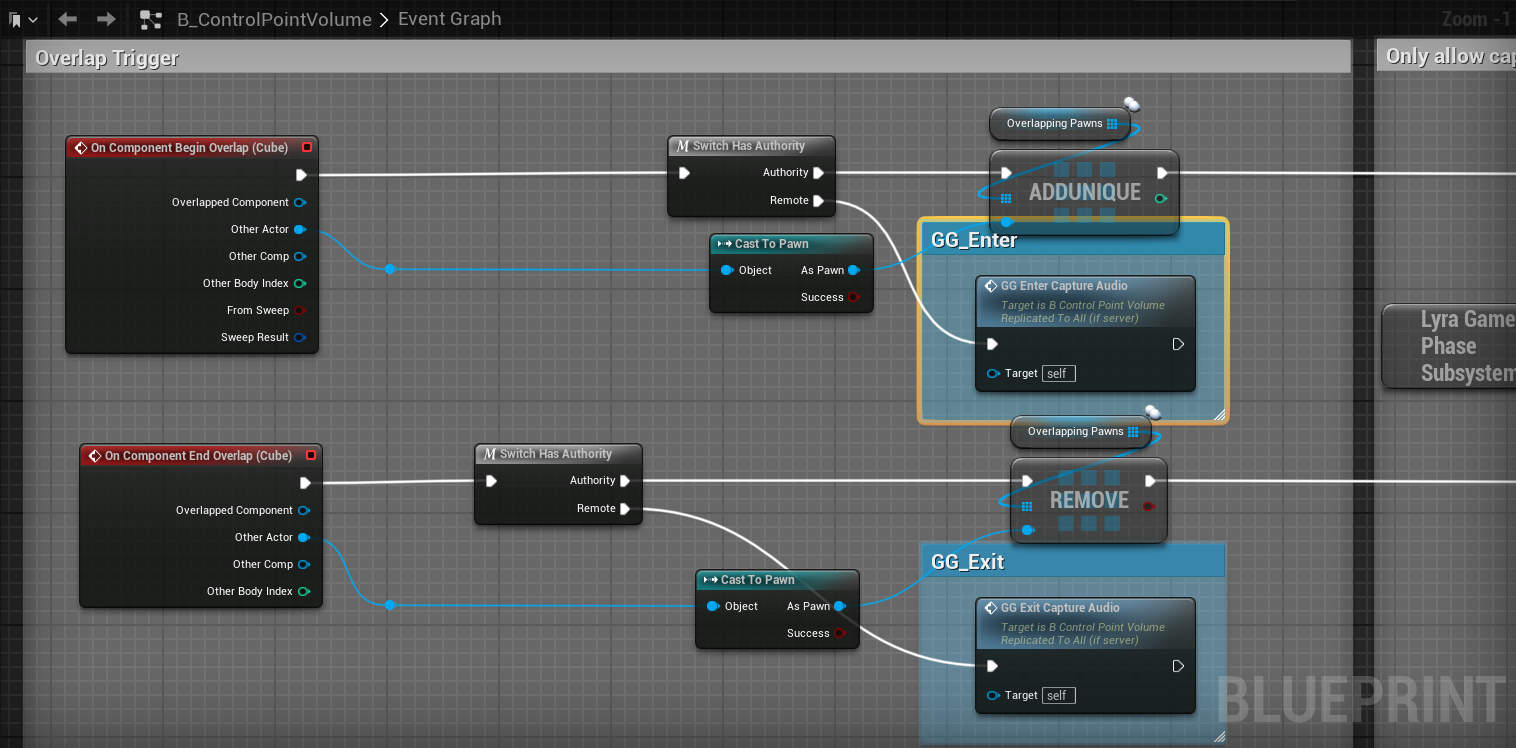 B_ControlPointVolume > Event Graph
Zoom -1
Overlap Trigger
Only allow cap
Overlapping Pawns
On Component Begin Overlap (Cube)
Overlapped Component
Other Actor
Other Comp
Other Body Index
From Sweep
Sweep Result
Switch Has Authority
Authority
Remote
ADDUNIQUE
Cast To Pawn
Object
As Pawn
Success
GG_Enter
GG Enter Capture Audio
Target is B Control Point Volume
Replicated To All (if server)
Target self
Lyra Game
Phase
Subsystem
Overlapping Pawns
On Component End Overlap (Cube)
Overlapped Component
Other Actor
Other Comp
Other Body Index
Switch Has Authority
Authority
Remote
REMOVE
Cast To Pawn
Object
As Pawn
Success
GG_Exit
GG Exit Capture Audio
Target is B Control Point Volume
Replicated To All (if server)
Target self
BLUEPRINT